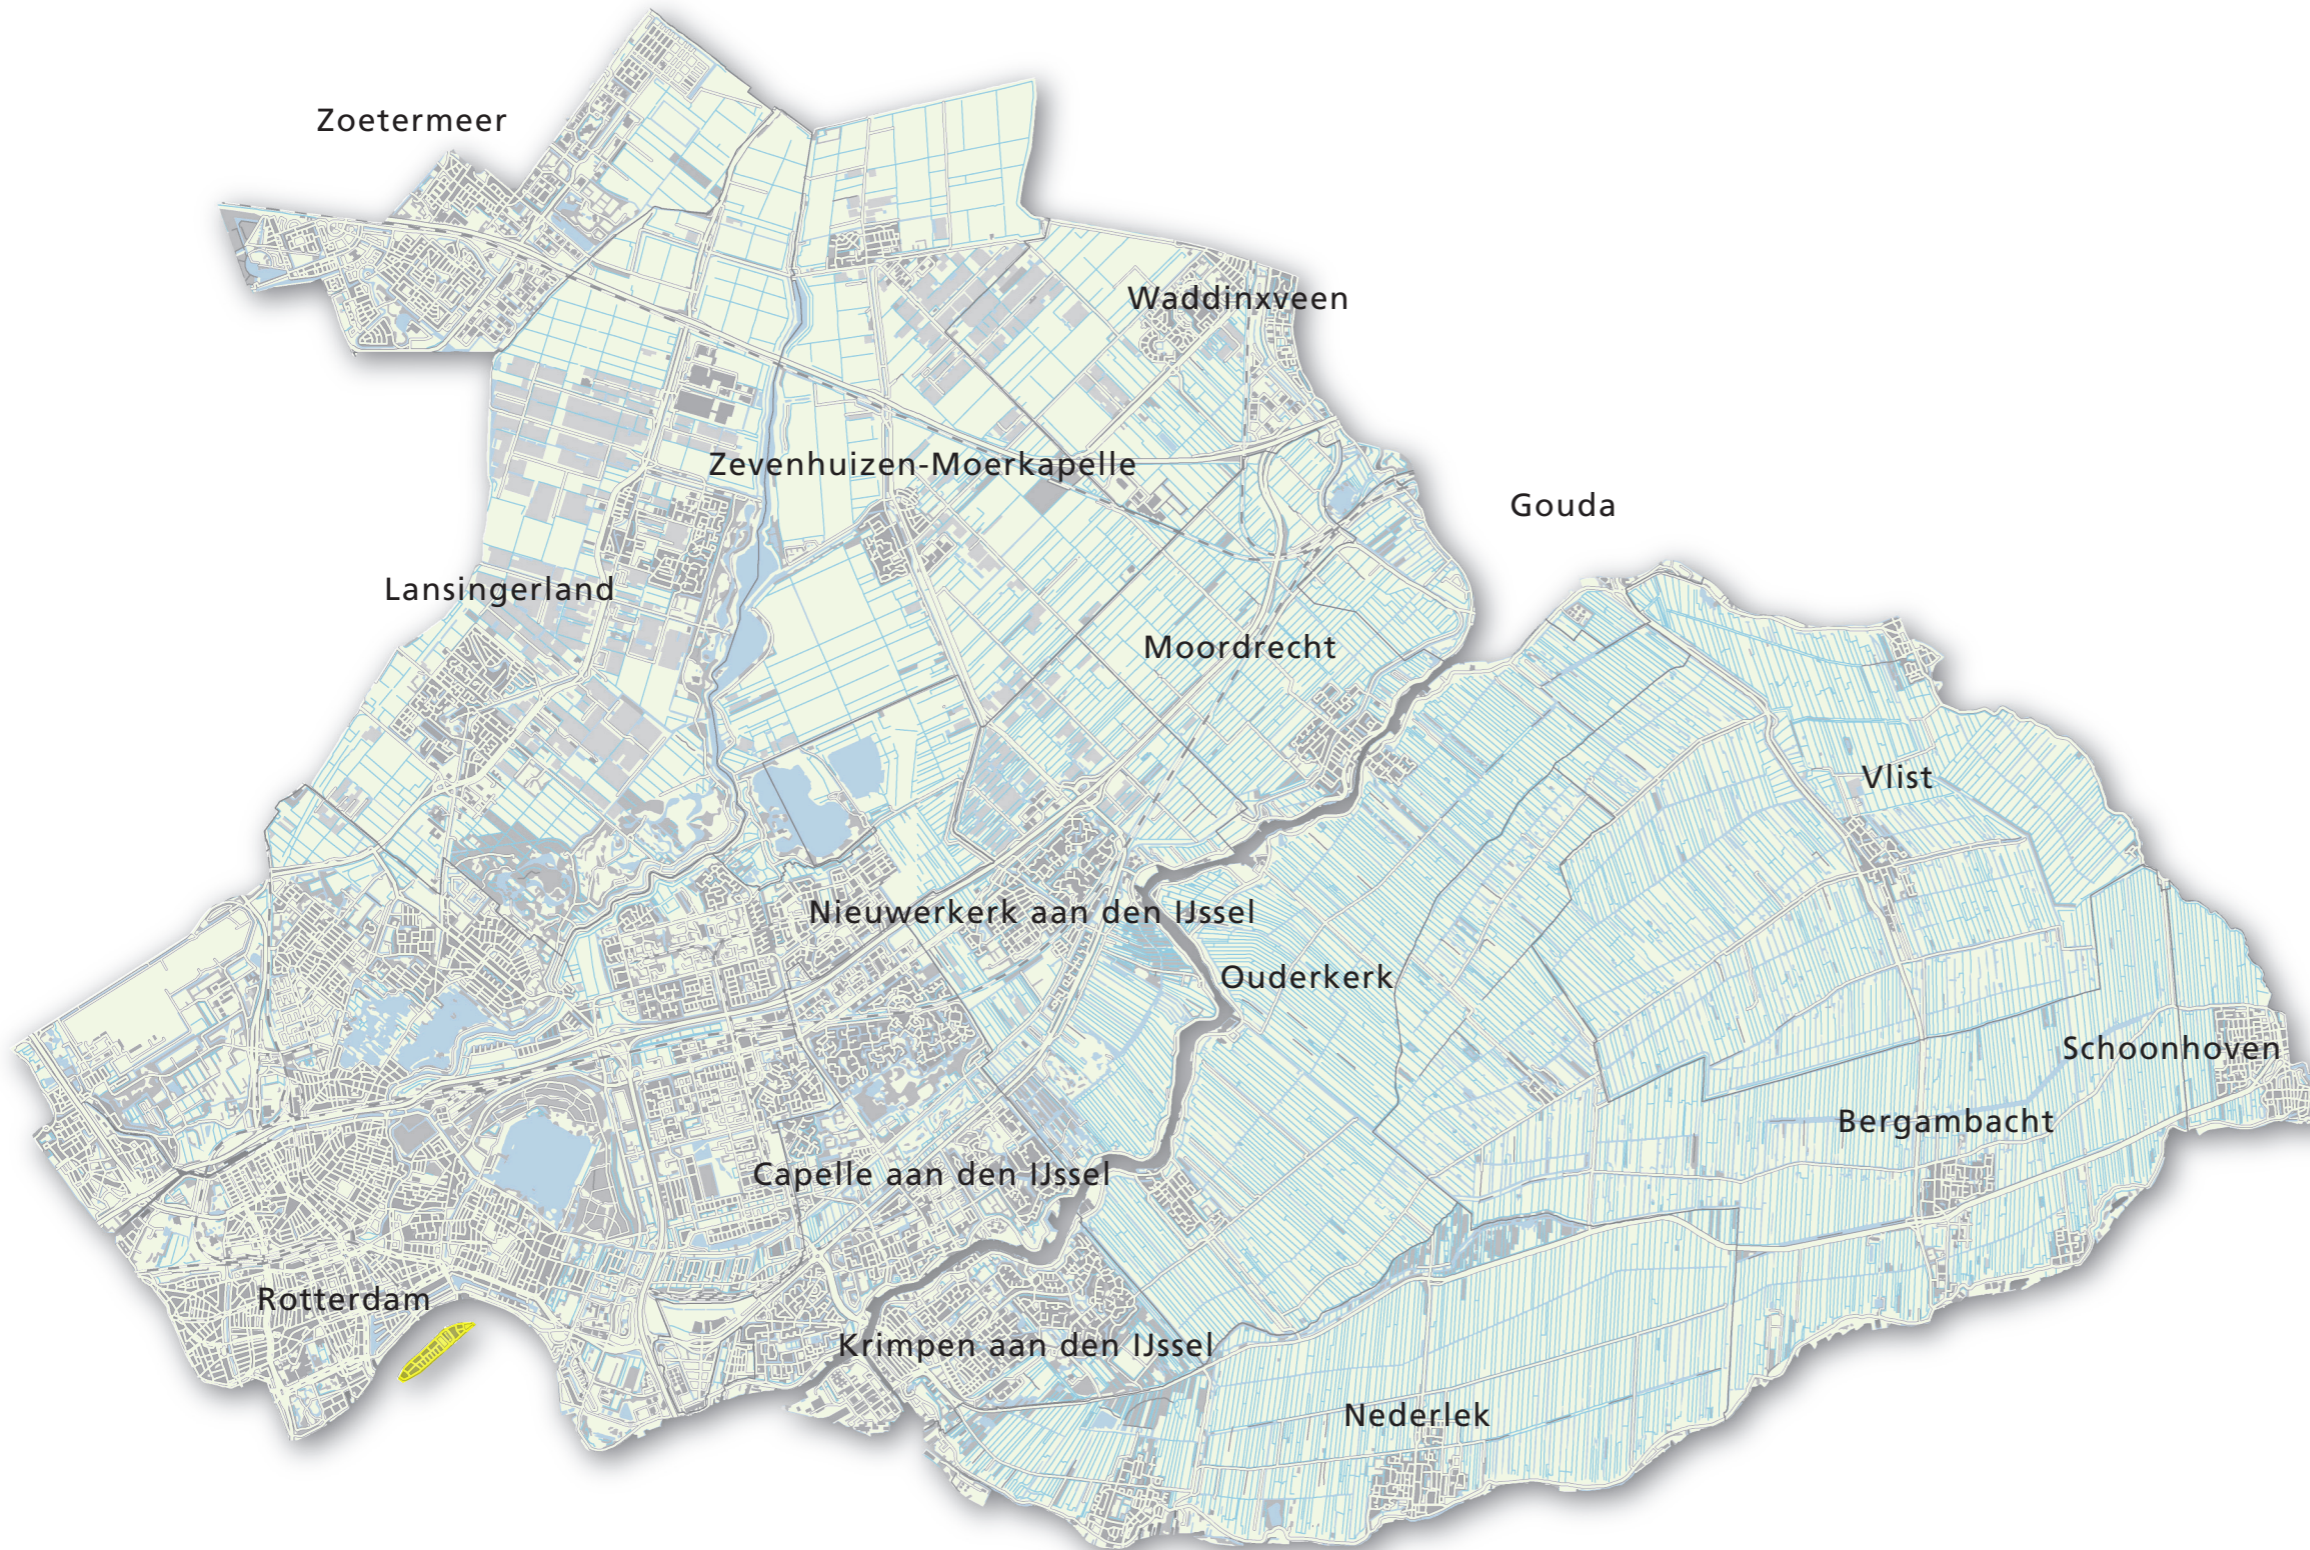 Zoetermeer
Waddinxveen
Zevenhuizen-Moerkapelle
Gouda
Lansingerland
Moordrecht
Vlist
Nieuwerkerk aan den IJssel
Ouderkerk
Schoonhoven
Bergambacht
Capelle aan den IJssel
Rotterdam
Krimpen aan den IJssel
Nederlek